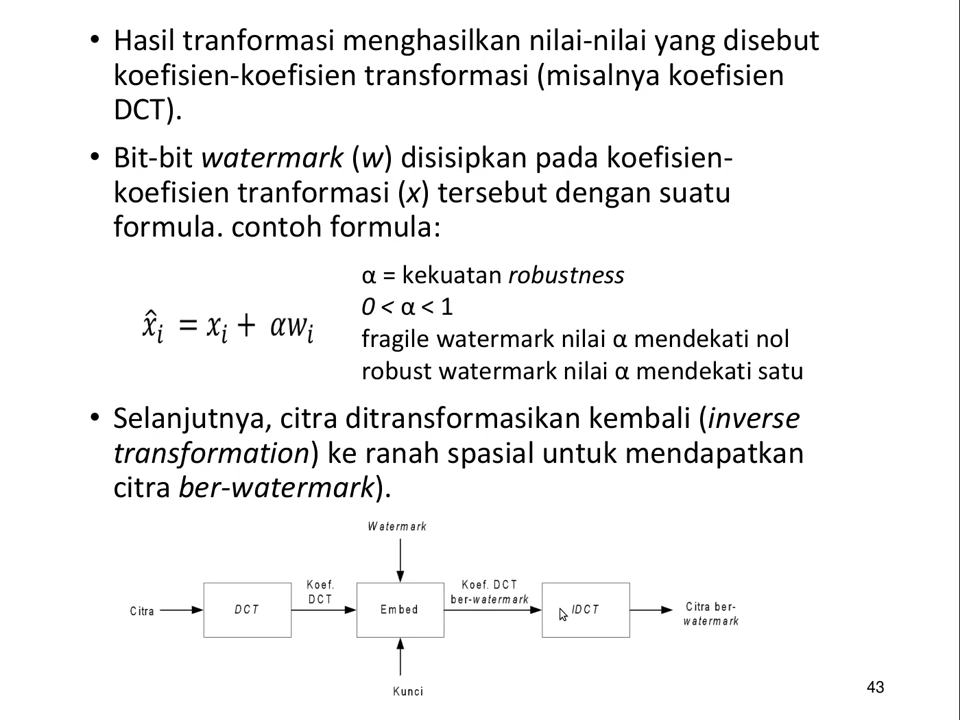 • Hasil tranformasi menghasilkan nilai-nilai yang disebut
koefisien-koefisien transformasi (misalnya koefisien
DCT).
• Bit-bit watermark (w) disisipkan pada koefisien-
koefisien tranformasi (x) tersebut dengan suatu
formula. contoh formula:
x̂ᵢ = xᵢ + αwᵢ
α = kekuatan robustness
0 < α < 1
fragile watermark nilai α mendekati nol
robust watermark nilai α mendekati satu
• Selanjutnya, citra ditransformasikan kembali (inverse
transformation) ke ranah spasial untuk mendapatkan
citra ber-watermark).
Watermark
Citra
DCT
Koef.
DCT
Embed
Koef. DCT
ber-watermark
IDCT
Citra ber-
watermark
Kunci
43